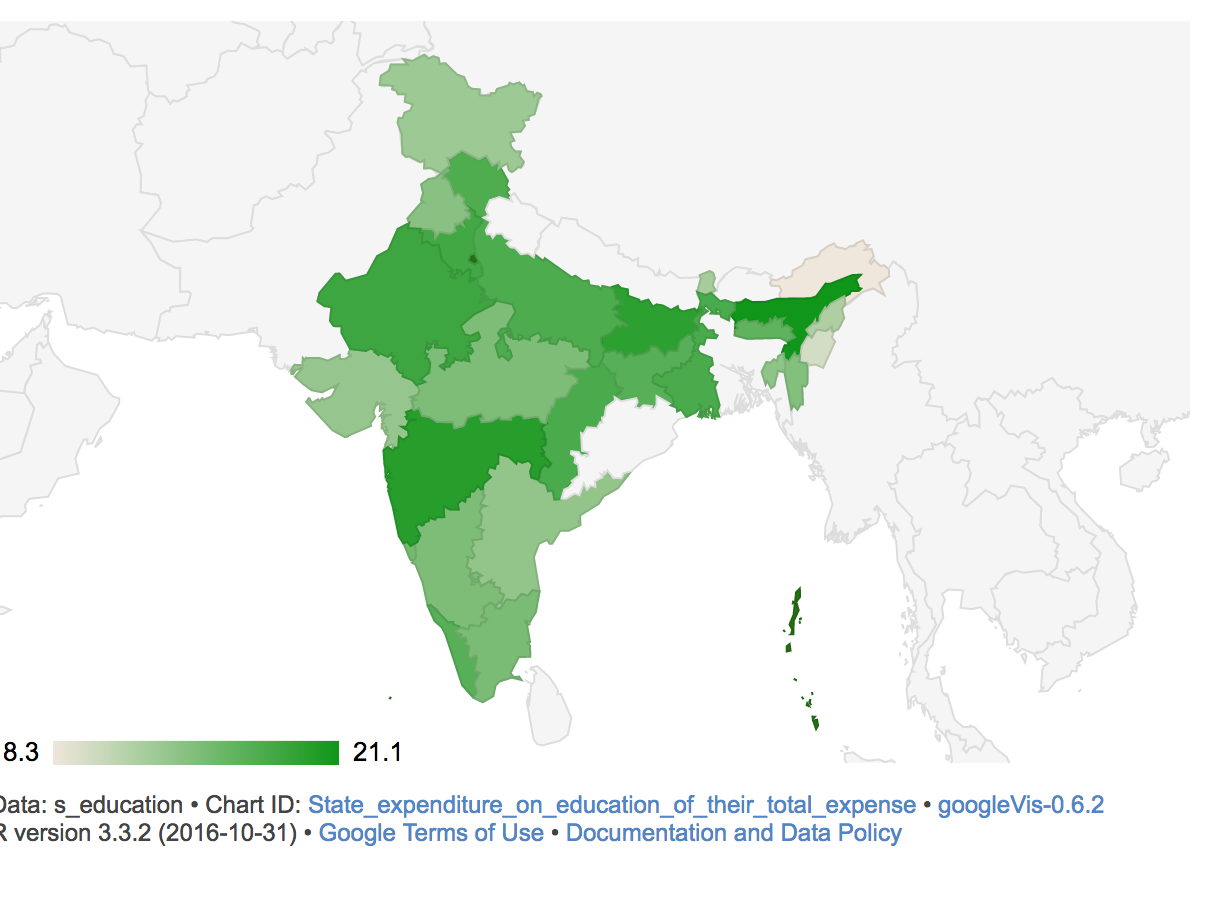 8.3 21.1
Data: s_education • Chart ID: State_expenditure_on_education_of_their_total_expense • googleVis-0.6.2
R version 3.3.2 (2016-10-31) • Google Terms of Use • Documentation and Data Policy